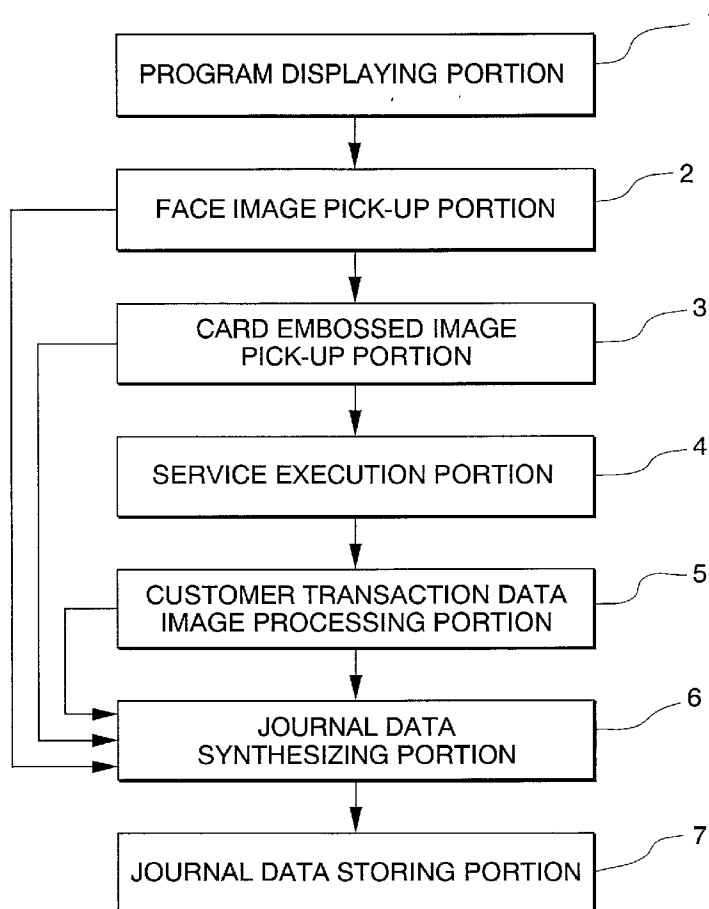 PROGRAM DISPLAYING PORTION
2
FACE IMAGE PICK-UP PORTION
3
CARD EMBOSSED IMAGE
PICK-UP PORTION
4
SERVICE EXECUTION PORTION
5
CUSTOMER TRANSACTION DATA
IMAGE PROCESSING PORTION
6
JOURNAL DATA
SYNTHESIZING PORTION
7
JOURNAL DATA STORING PORTION